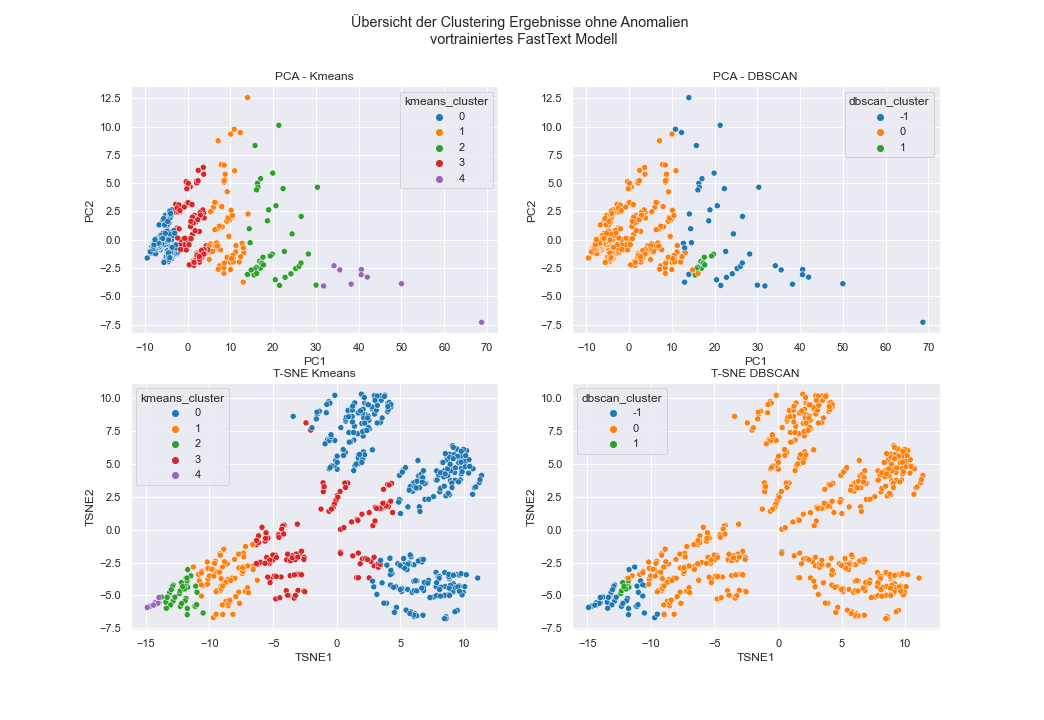 Übersicht der Clustering Ergebnisse ohne Anomalien
vortrainiertes FastText Modell
PCA - Kmeans
kmeans_cluster
0
1
2
3
4
12.5
10.0
7.5
5.0
2.5
0.0
−2.5
−5.0
−7.5
PC2
−10 0 10 20 30 40 50 60 70
PC1
PCA - DBSCAN
dbscan_cluster
-1
0
1
12.5
10.0
7.5
5.0
2.5
0.0
−2.5
−5.0
−7.5
PC2
−10 0 10 20 30 40 50 60 70
PC1
T-SNE Kmeans
kmeans_cluster
0
1
2
3
4
10.0
7.5
5.0
2.5
0.0
−2.5
−5.0
−7.5
TSNE2
−15 −10 −5 0 5 10
TSNE1
T-SNE DBSCAN
dbscan_cluster
-1
0
1
10.0
7.5
5.0
2.5
0.0
−2.5
−5.0
−7.5
TSNE2
−15 −10 −5 0 5 10
TSNE1